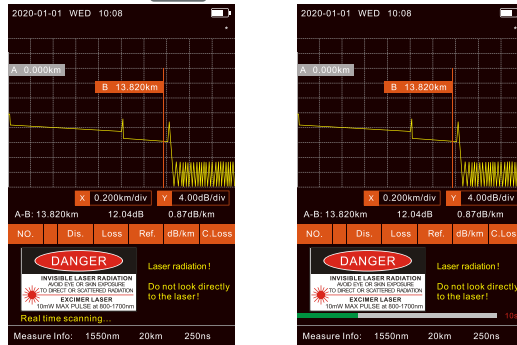 2020-01-01 WED 10:08
A 0.000km
B 13.820km
X 0.200km/div Y 4.00dB/div
A-B: 13.820km 12.04dB 0.87dB/km
NO. Dis. Loss Ref. dB/km C.Loss
DANGER
INVISIBLE LASER RADIATION
AVOID EYE OR SKIN EXPOSURE
TO DIRECT OR SCATTERED RADIATION
EXCIMER LASER
10mW MAX PULSE at 800-1700nm
Laser radiation!
Do not look directly
to the laser!
Real time scanning...
Measure Info: 1550nm 20km 250ns
2020-01-01 WED 10:08
A 0.000km
B 13.820km
X 0.200km/div Y 4.00dB/div
A-B: 13.820km 12.04dB 0.87dB/km
NO. Dis. Loss Ref. dB/km C.Loss
DANGER
INVISIBLE LASER RADIATION
AVOID EYE OR SKIN EXPOSURE
TO DIRECT OR SCATTERED RADIATION
EXCIMER LASER
10mW MAX PULSE at 800-1700nm
Laser radiation!
Do not look directly
to the laser!
10s
Measure Info: 1550nm 20km 250ns